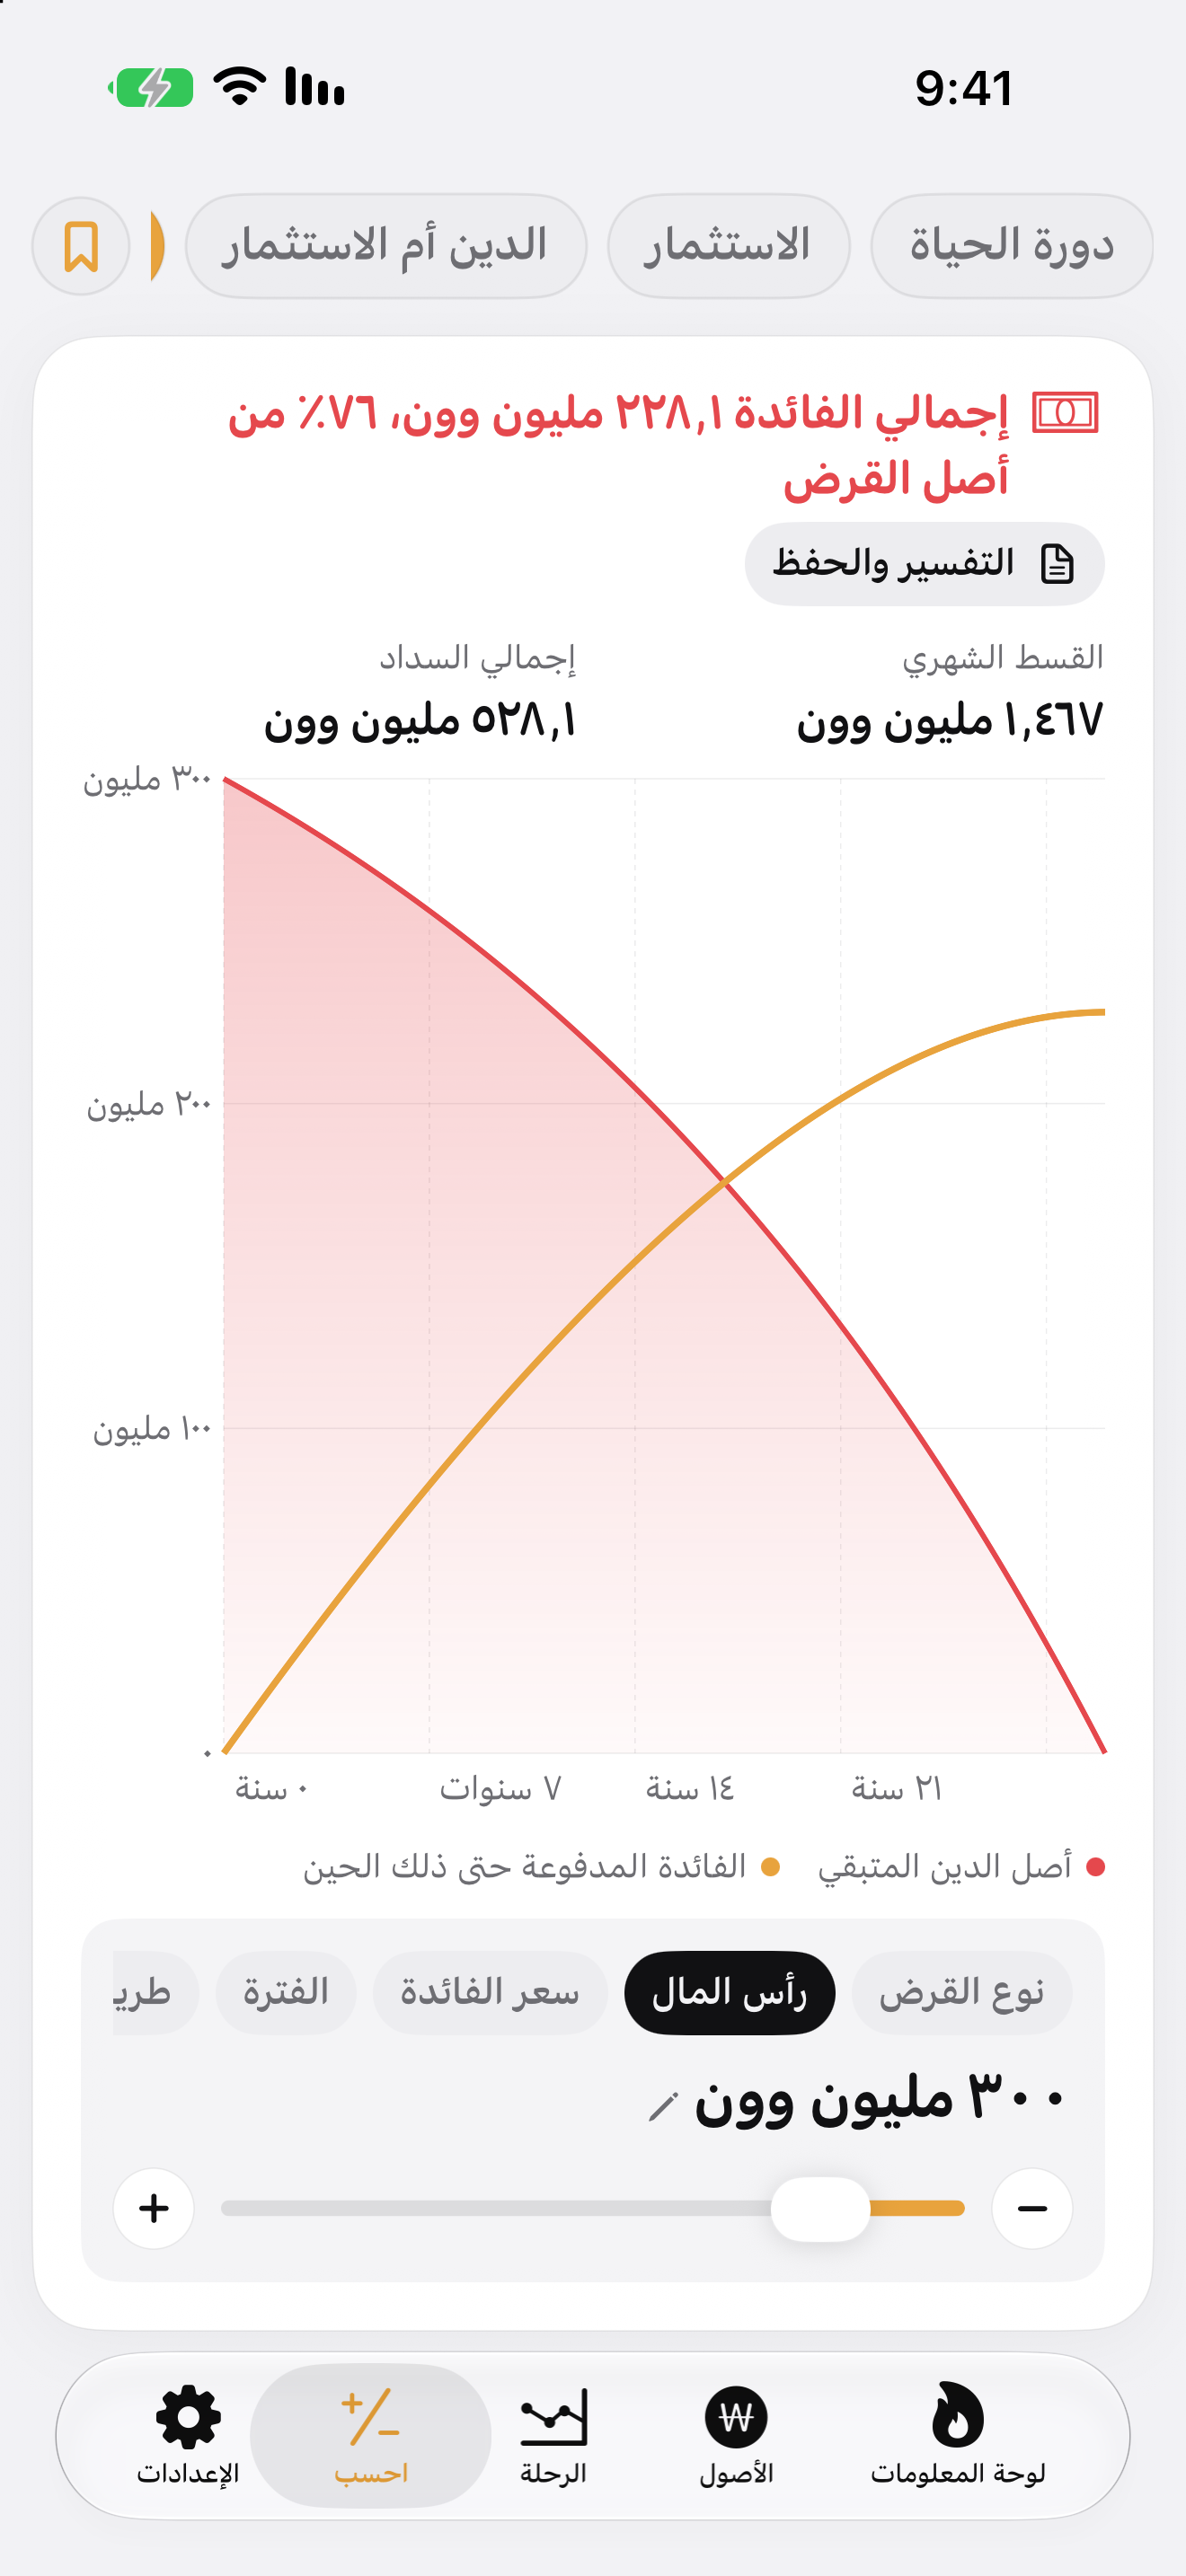 9:41
دورة الحياة
الاستثمار
الدين أم الاستثمار
إجمالي الفائدة ٢٢٨,١ مليون وون، ٧٦٪ من
أصل القرض
التفسير والحفظ
القسط الشهري
١,٤٦٧ مليون وون
إجمالي السداد
٥٢٨,١ مليون وون
٣٠٠ مليون
٢٠٠ مليون
١٠٠ مليون
٠
٠ سنة
٧ سنوات
١٤ سنة
٢١ سنة
أصل الدين المتبقي
الفائدة المدفوعة حتى ذلك الحين
نوع القرض
رأس المال
سعر الفائدة
الفترة
٣٠٠ مليون وون
لوحة المعلومات
الأصول
الرحلة
احسب
الإعدادات